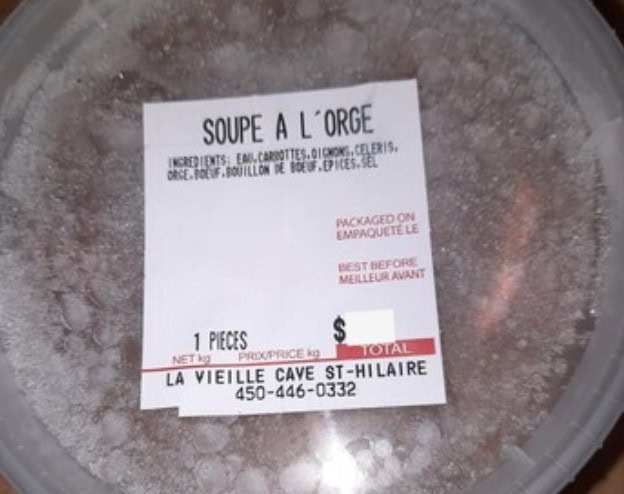 SOUPE A L´ORGE
INGREDIENTS: EAU,CAROTTES,OIGNONS,CELERIS,
ORGE,BOEUF,BOUILLON DE BOEUF,EPICES,SEL
PACKAGED ON
EMPAQUETÉ LE
BEST BEFORE
MEILLEUR AVANT
1 PIECES $
NET kg PRIX/PRICE kg TOTAL
LA VIEILLE CAVE ST-HILAIRE
450-446-0332